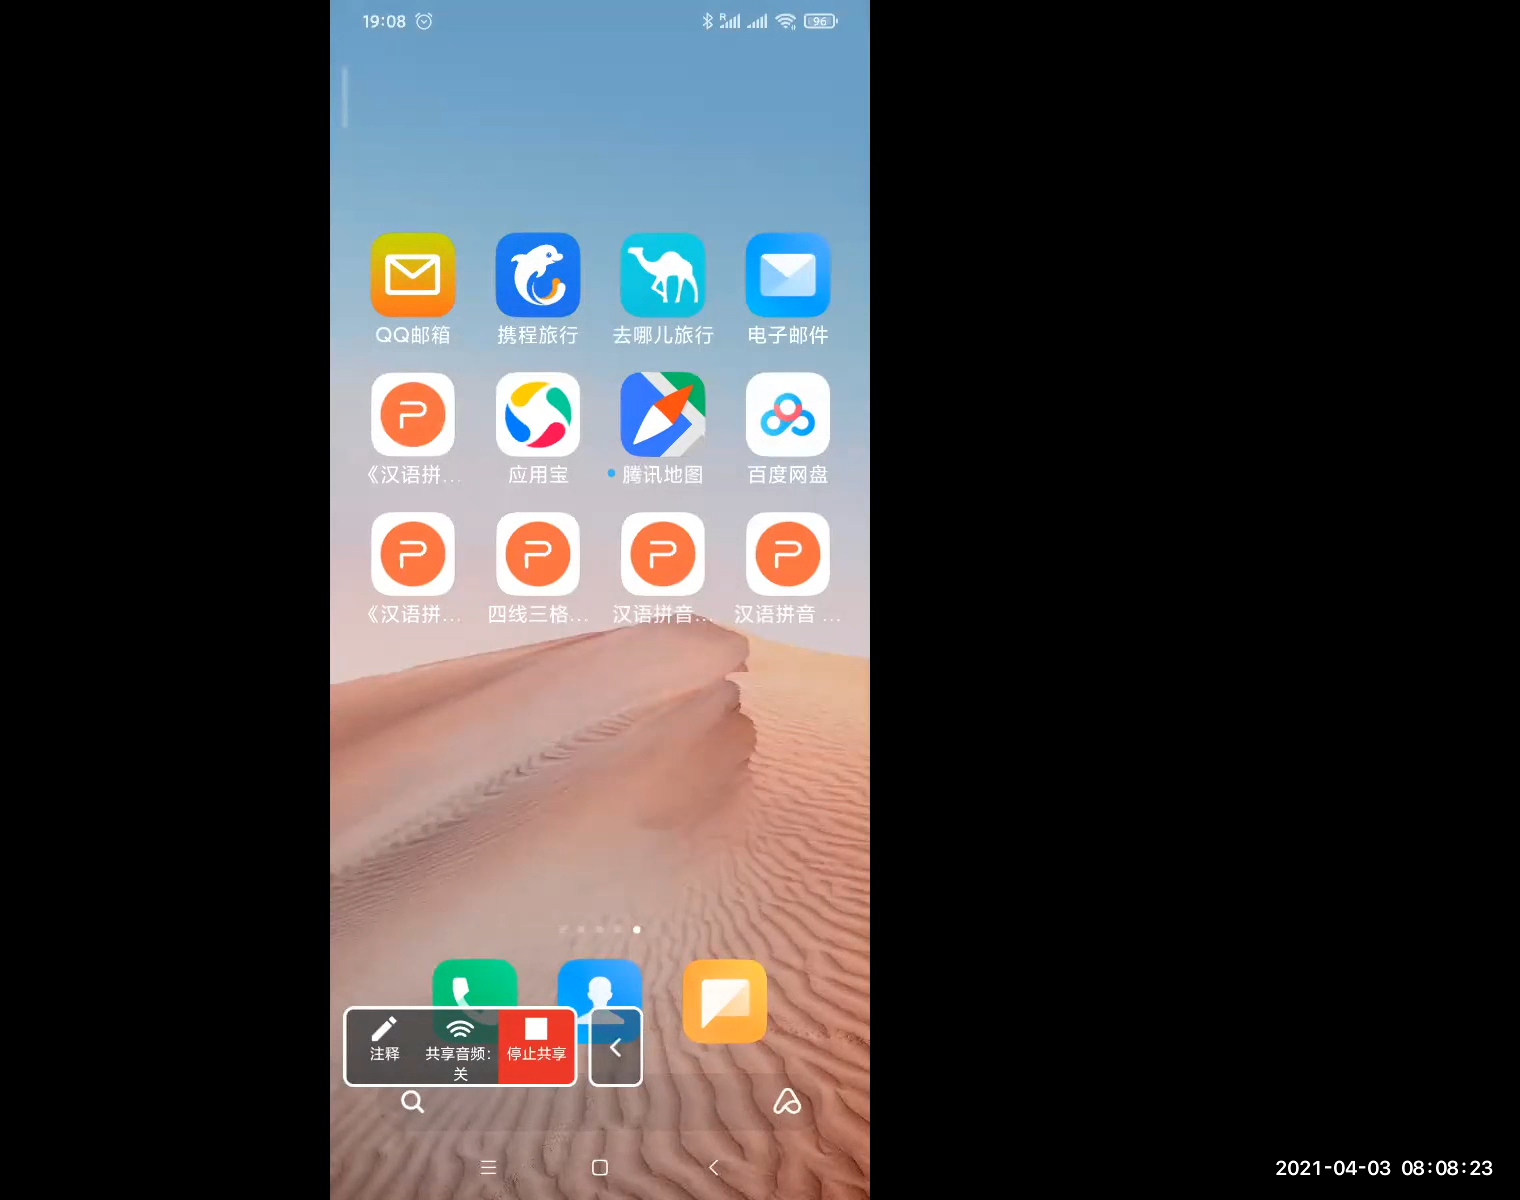 19:08
R
96
QQ邮箱
携程旅行
去哪儿旅行
电子邮件
《汉语拼...
应用宝
腾讯地图
百度网盘
《汉语拼...
四线三格...
汉语拼音...
汉语拼音 ...
注释
共享音频:
关
停止共享
2021-04-03 08:08:23